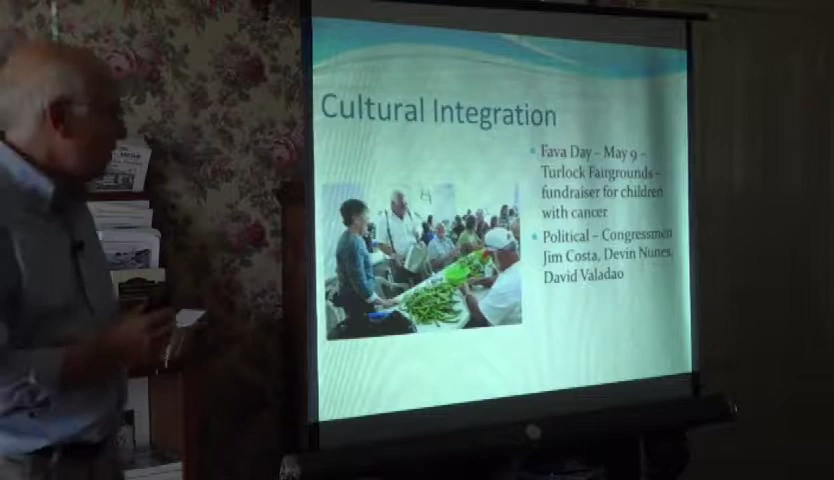 Cultural Integration
Fava Day – May 9 –
Turlock Fairgrounds –
fundraiser for children
with cancer
Political – Congressmen
Jim Costa, Devin Nunes,
David Valadao